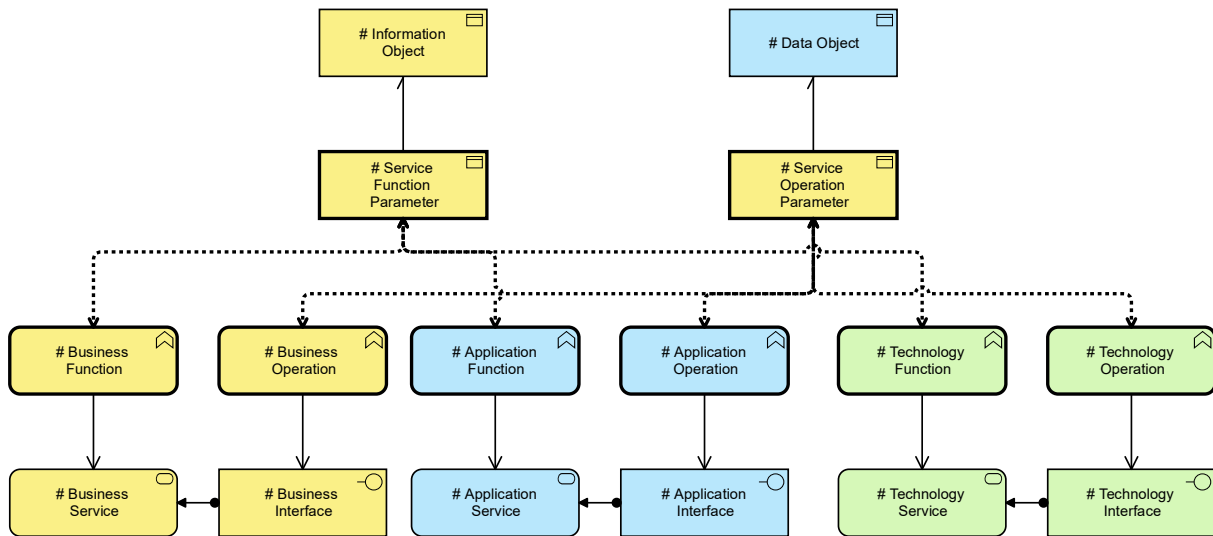 # Information
Object
# Data Object
# Service
Function
Parameter
# Service
Operation
Parameter
# Business
Function
# Business
Operation
# Application
Function
# Application
Operation
# Technology
Function
# Technology
Operation
# Business
Service
# Business
Interface
# Application
Service
# Application
Interface
# Technology
Service
# Technology
Interface